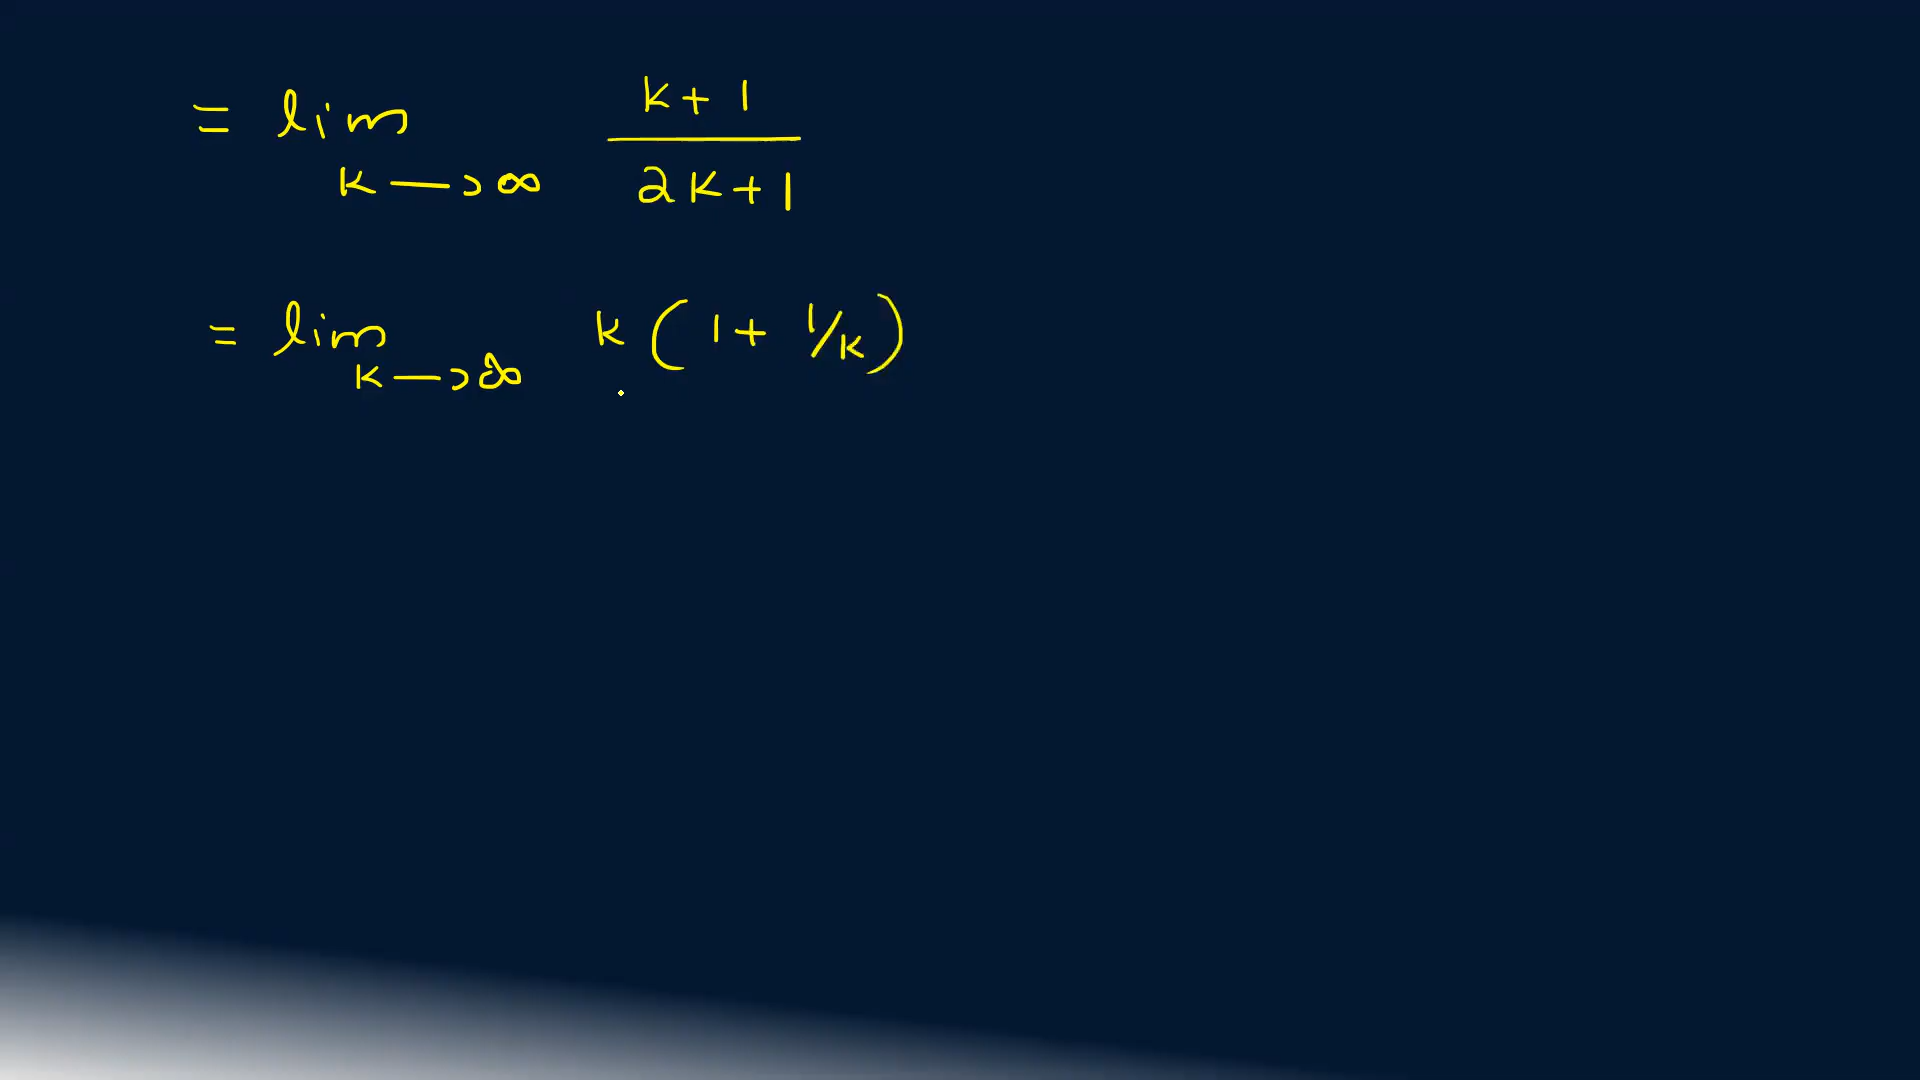 = lim k+1
k → ∞ 2k+1
= lim k ( 1 + 1/k )
k → ∞